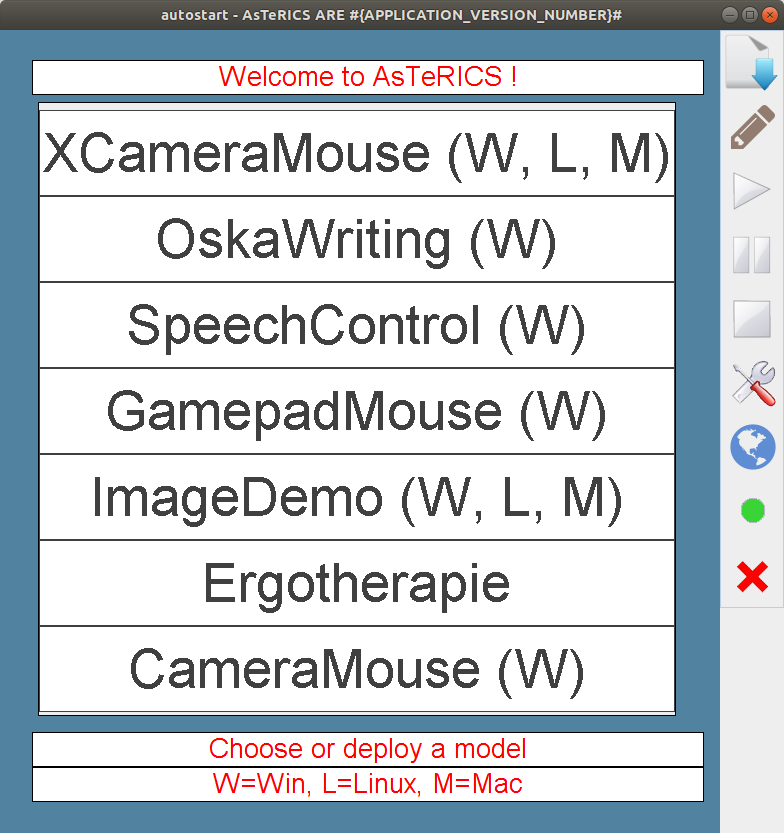 autostart - AsTeRICS ARE #{APPLICATION_VERSION_NUMBER}#
Welcome to AsTeRICS !
XCameraMouse (W, L, M)
OskaWriting (W)
SpeechControl (W)
GamepadMouse (W)
ImageDemo (W, L, M)
Ergotherapie
CameraMouse (W)
Choose or deploy a model
W=Win, L=Linux, M=Mac